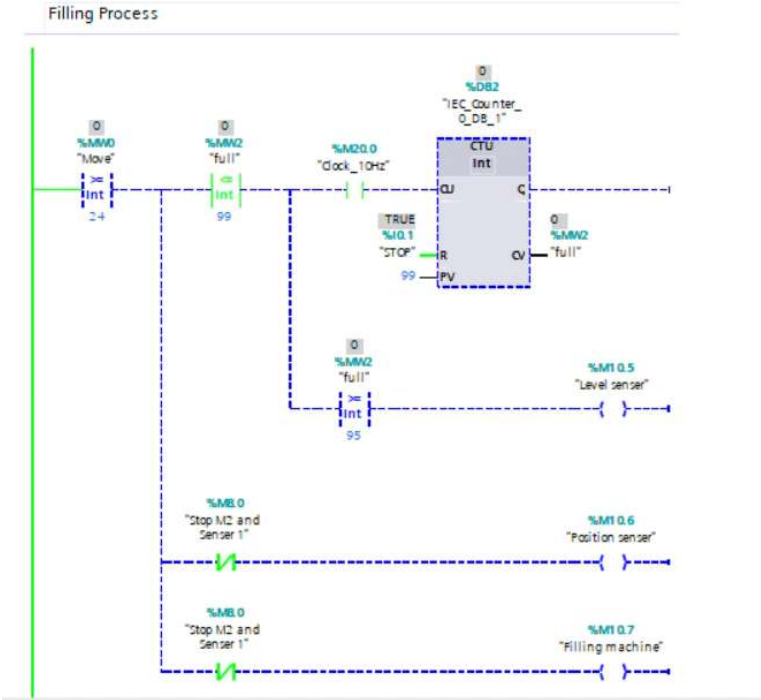 Filling Process
0
%DB2
"IEC_Counter_
0_DB_1"
0
%MW0
"Move"
>=
Int
24
0
%MW2
"full"
<=
Int
99
%M20.0
"Clock_10Hz"
CTU
Int
CU
Q
TRUE
%I0.1
"STOP"
R
99
PV
0
%MW2
CV
"full"
0
%MW2
"full"
>=
Int
95
%M10.5
"Level senser"
%M8.0
"Stop M2 and
Senser 1"
%M10.6
"Position senser"
%M8.0
"Stop M2 and
Senser 1"
%M10.7
"Filling machine"